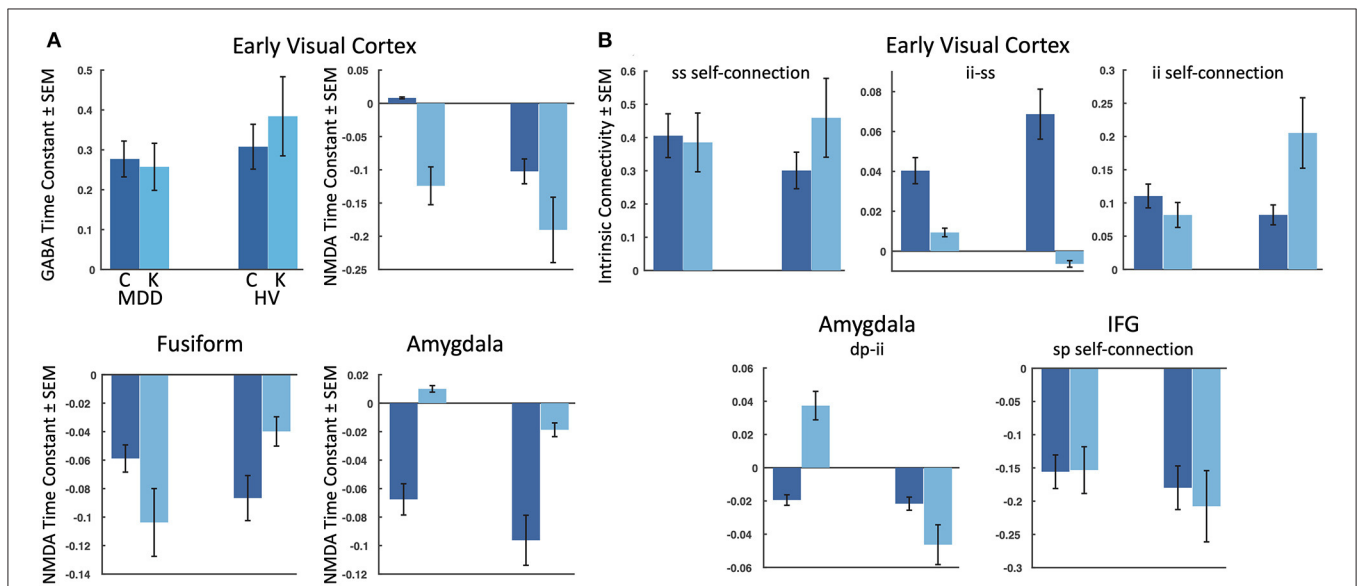 A
Early Visual Cortex
GABA Time Constant ± SEM
0.5
0.4
0.3
0.2
0.1
0
C K
MDD
C K
HV
NMDA Time Constant ± SEM
0.05
0
-0.05
-0.1
-0.15
-0.2
-0.25
Fusiform
NMDA Time Constant ± SEM
0
-0.02
-0.04
-0.06
-0.08
-0.1
-0.12
-0.14
Amygdala
NMDA Time Constant ± SEM
0.02
0
-0.02
-0.04
-0.06
-0.08
-0.1
-0.12
B
Early Visual Cortex
ss self-connection
Intrinsic Connectivity ± SEM
0.6
0.5
0.4
0.3
0.2
0.1
0
ii-ss
0.08
0.06
0.04
0.02
0
ii self-connection
0.3
0.25
0.2
0.15
0.1
0.05
0
Amygdala
dp-ii
0.06
0.04
0.02
0
-0.02
-0.04
-0.06
IFG
sp self-connection
0
-0.05
-0.1
-0.15
-0.2
-0.25
-0.3